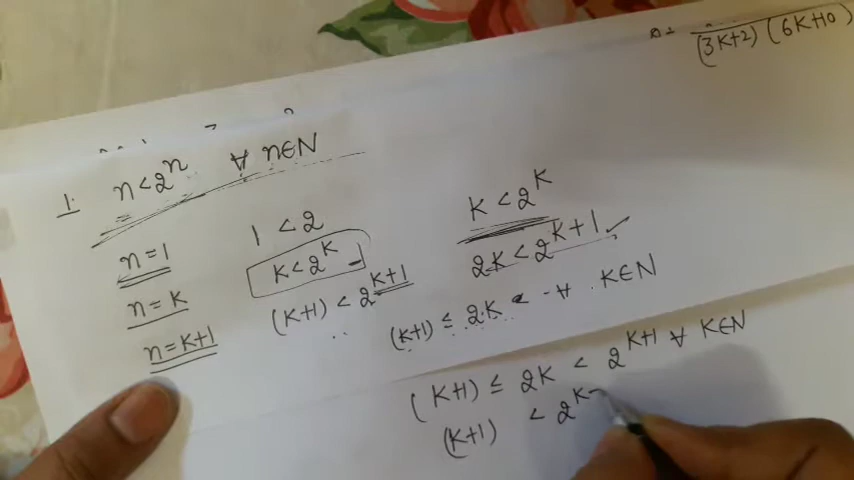 (3K+2) (6K+10)
1. n<2^n ∀ n∈N
n=1 1 < 2
n=K K<2^K
n=K+1 (K+1) < 2^K+1
K < 2^K
2K < 2^K+1 ✓
(K+1) ≤ 2K < ∀ K∈N
(K+1) ≤ 2K < 2^K+1 ∀ K∈N
(K+1) < 2^K